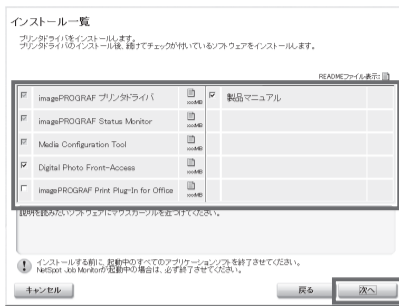 インストール一覧
プリンタドライバをインストールします。
プリンタドライバのインストール後、続けてチェックが付いているソフトウェアをインストールします。
READMEファイル表示:
imagePROGRAF プリンタドライバ
xxxMB
製品マニュアル
imagePROGRAF Status Monitor
xxxMB
Media Configuration Tool
xxxMB
Digital Photo Front-Access
xxxMB
imagePROGRAF Print Plug-In for Office
xxxMB
説明を読みたいソフトウェアにマウスカーソルを近づけてください。
インストールする前に、起動中のすべてのアプリケーションソフトを終了させてください。
NetSpot Job Monitorが起動中の場合は、必ず終了させてください。
キャンセル
戻る
次へ